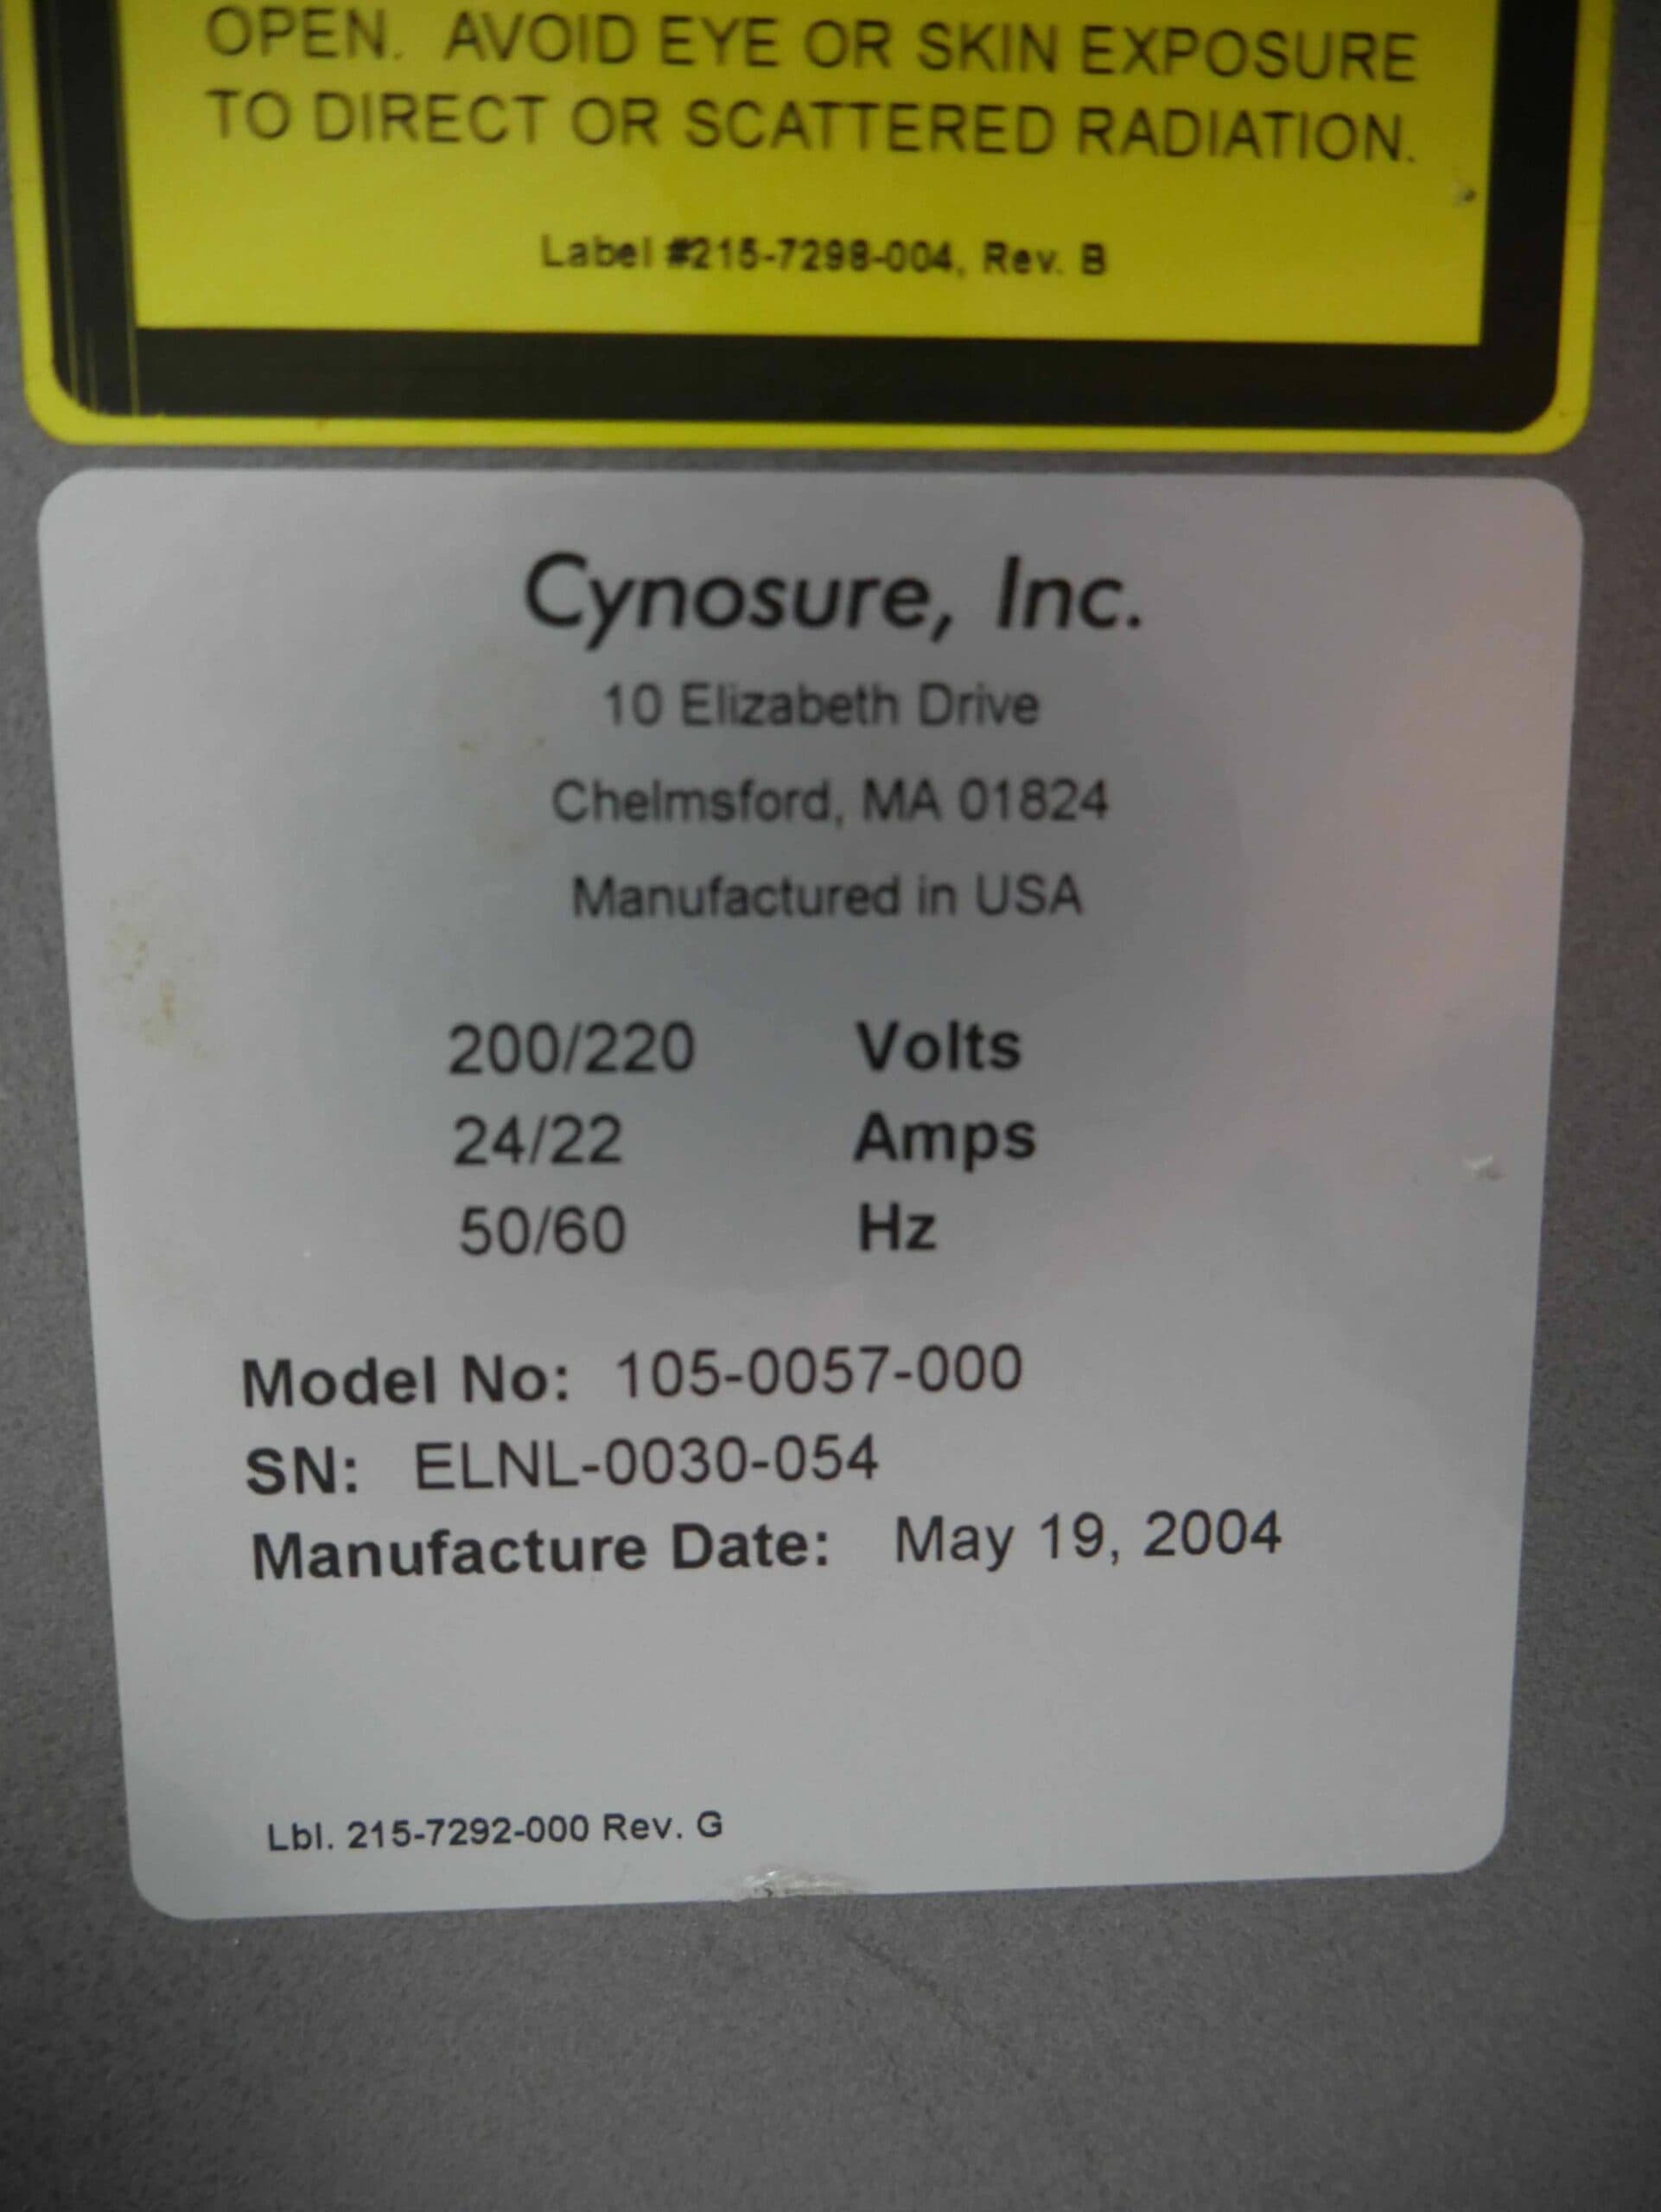 OPEN. AVOID EYE OR SKIN EXPOSURE
TO DIRECT OR SCATTERED RADIATION.
Label #215-7298-004, Rev. B
Cynosure, Inc.
10 Elizabeth Drive
Chelmsford, MA 01824
Manufactured in USA
200/220 Volts
24/22 Amps
50/60 Hz
Model No: 105-0057-000
SN: ELNL-0030-054
Manufacture Date: May 19, 2004
Lbl. 215-7292-000 Rev. G